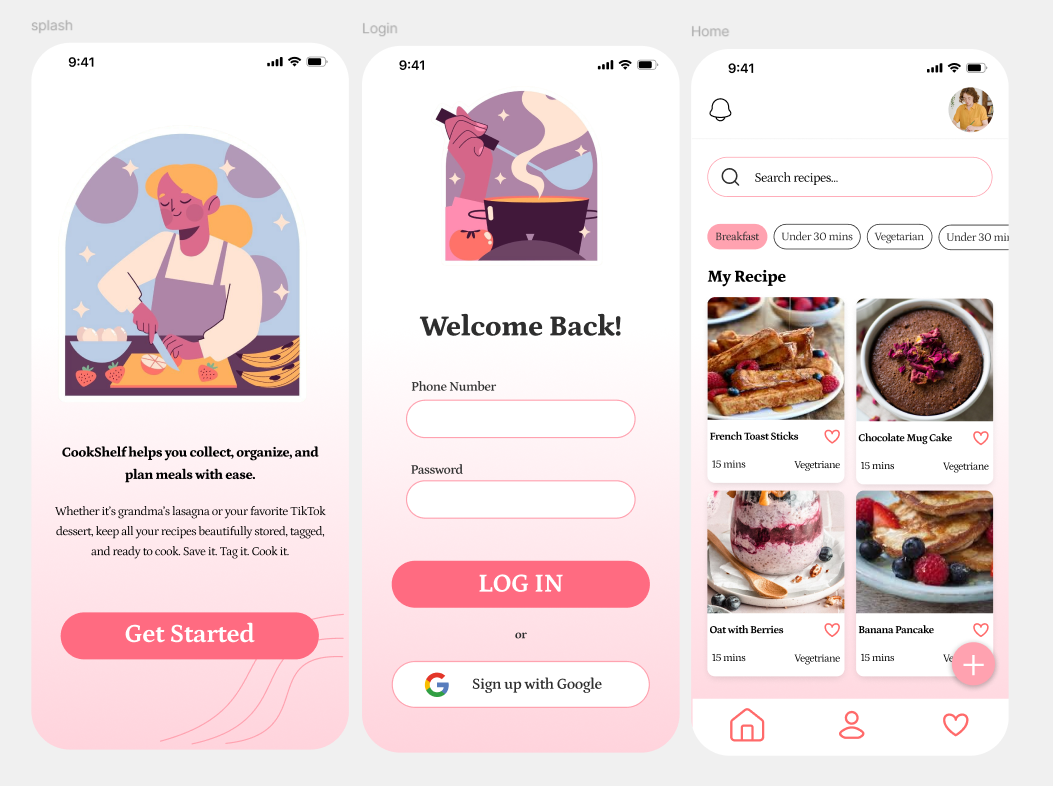 splash
9:41
CookShelf helps you collect, organize, and
plan meals with ease.
Whether it's grandma's lasagna or your favorite TikTok
dessert, keep all your recipes beautifully stored, tagged,
and ready to cook. Save it. Tag it. Cook it.
Get Started
Login
9:41
Welcome Back!
Phone Number
Password
LOG IN
or
Sign up with Google
Home
9:41
Search recipes...
Breakfast Under 30 mins Vegetarian Under 30 min
My Recipe
French Toast Sticks
15 mins Vegetriane
Chocolate Mug Cake
15 mins Vegetriane
Oat with Berries
15 mins Vegetriane
Banana Pancake
15 mins Ve